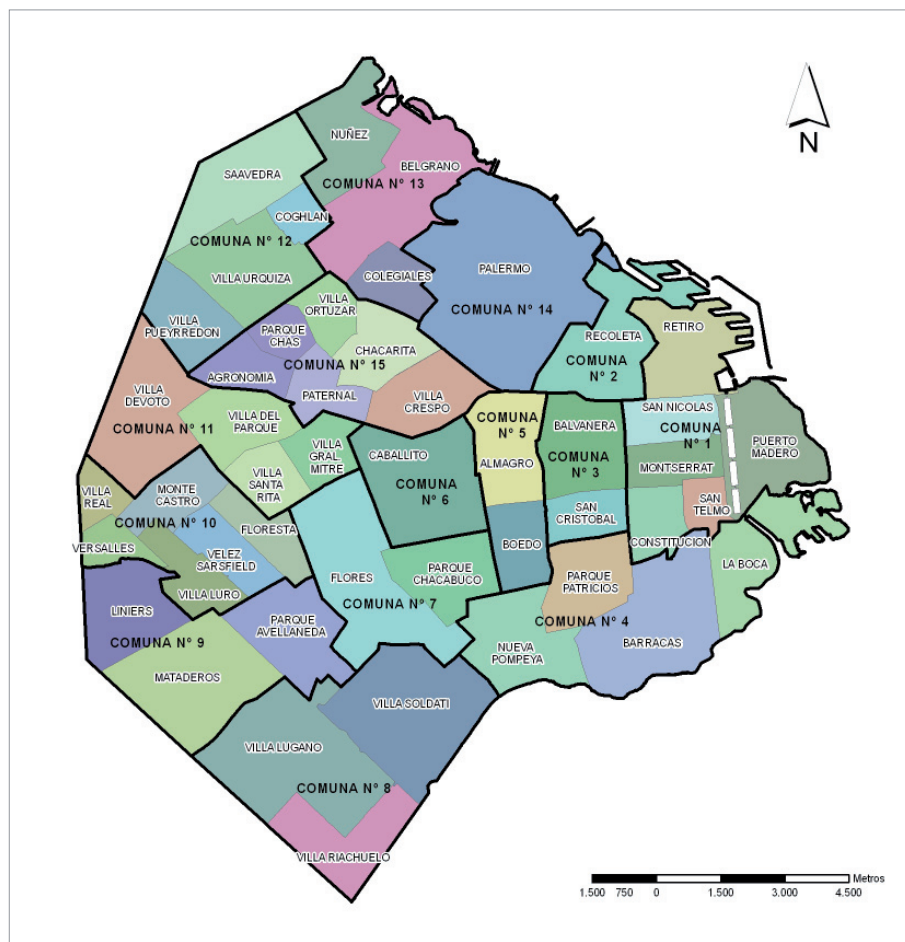 NUÑEZ
BELGRANO
SAAVEDRA
COMUNA N° 13
COGHLAN
COMUNA N° 12
VILLA URQUIZA
COLEGIALES
PALERMO
COMUNA N° 14
VILLA
PUEYRREDON
VILLA
ORTUZAR
PARQUE
CHAS
CHACARITA
COMUNA N° 15
AGRONOMIA
PATERNAL
RECOLETA
COMUNA
N° 2
RETIRO
VILLA
DEVOTO
COMUNA N° 11
VILLA DEL
PARQUE
VILLA
CRESPO
VILLA
GRAL
MITRE
VILLA
SANTA
RITA
CABALLITO
COMUNA
N° 6
COMUNA
N° 5
ALMAGRO
BALVANERA
COMUNA
N° 3
SAN NICOLAS
COMUNA
N° 1
MONTSERRAT
PUERTO
MADERO
SAN
TELMO
VILLA
REAL
MONTE
CASTRO
COMUNA N° 10
VERSALLES
FLORESTA
VELEZ
SARSFIELD
VILLA LURO
SAN
CRISTOBAL
BOEDO
CONSTITUCION
LA BOCA
FLORES
PARQUE
CHACABUCO
COMUNA N° 7
PARQUE
PATRICIOS
COMUNA N° 4
BARRACAS
NUEVA
POMPEYA
LINIERS
COMUNA N° 9
PARQUE
AVELLANEDA
MATADEROS
VILLA SOLDATI
VILLA LUGANO
COMUNA N° 8
VILLA RIACHUELO
N
Metros
1.500 750 0 1.500 3.000 4.500